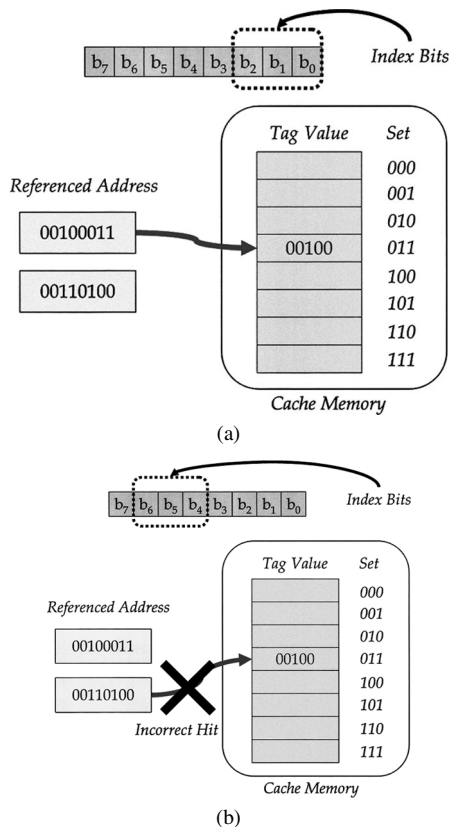 b7 b6 b5 b4 b3 b2 b1 b0
Index Bits
Tag Value Set
Referenced Address
000
001
010
00100011
00100 011
00110100
100
101
110
111
Cache Memory
(a)
b7 b6 b5 b4 b3 b2 b1 b0
Index Bits
Tag Value Set
Referenced Address
000
001
010
00100011
00100 011
00110100
100
101
Incorrect Hit
110
111
Cache Memory
(b)